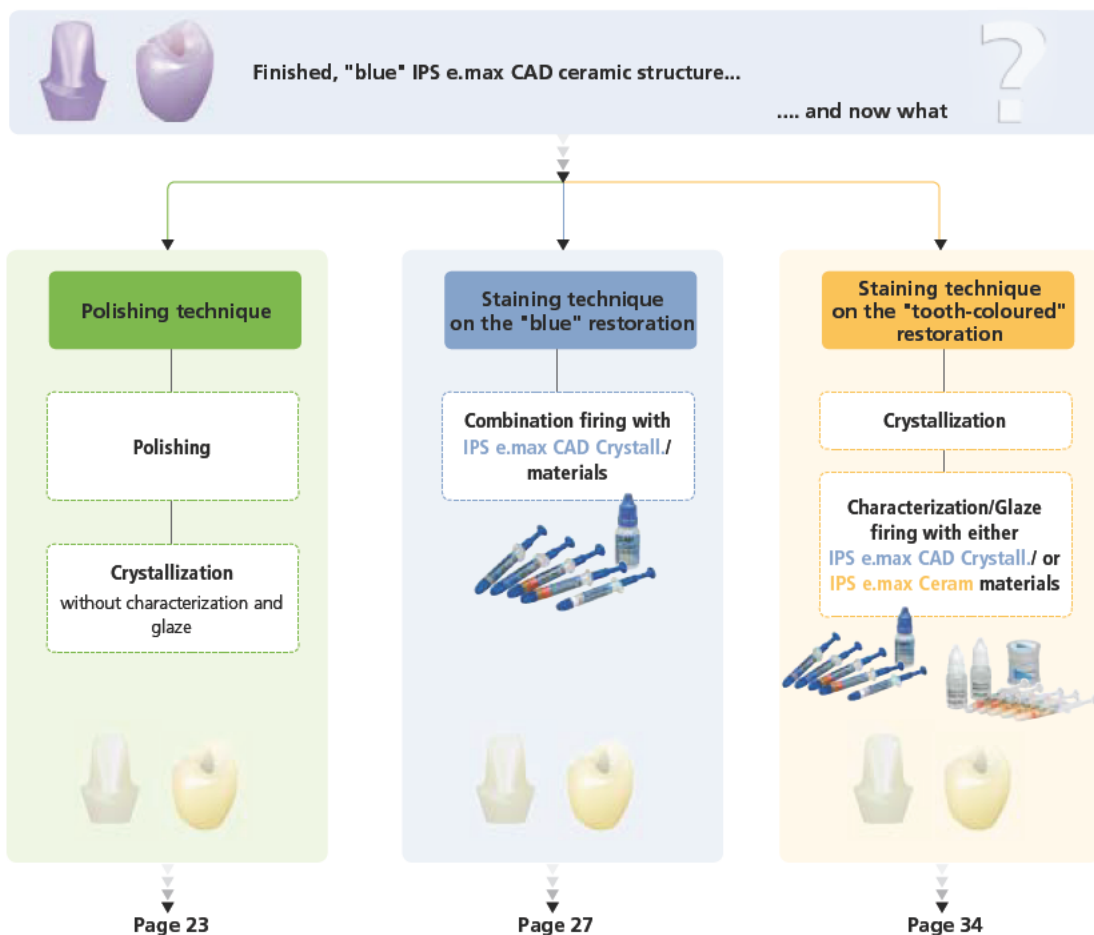 Finished, "blue" IPS e.max CAD ceramic structure...
.... and now what
?
Polishing technique
Polishing
Crystallization
without characterization and
glaze
Page 23
Staining technique
on the "blue" restoration
Combination firing with
IPS e.max CAD Crystall./
materials
Page 27
Staining technique
on the "tooth-coloured"
restoration
Crystallization
Characterization/Glaze
firing with either
IPS e.max CAD Crystall./ or
IPS e.max Ceram materials
Page 34